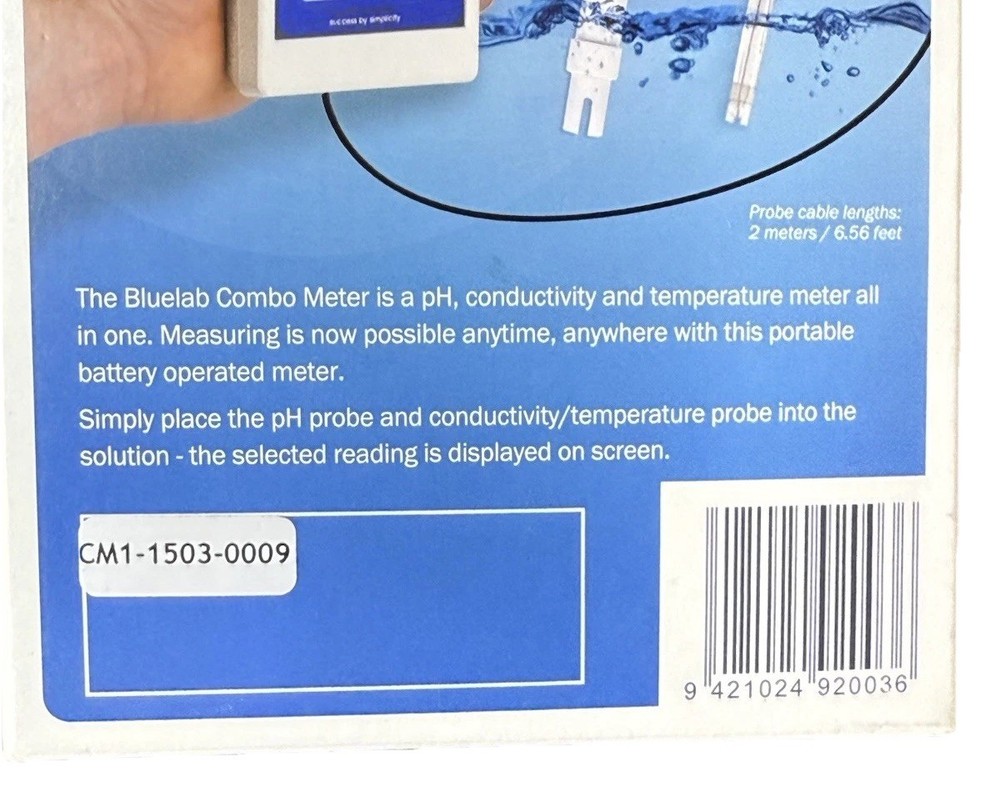 success by simplicity
Probe cable lengths:
2 meters / 6.56 feet
The Bluelab Combo Meter is a pH, conductivity and temperature meter all
in one. Measuring is now possible anytime, anywhere with this portable
battery operated meter.
Simply place the pH probe and conductivity/temperature probe into the
solution - the selected reading is displayed on screen.
CM1-1503-0009
9 421024 920036